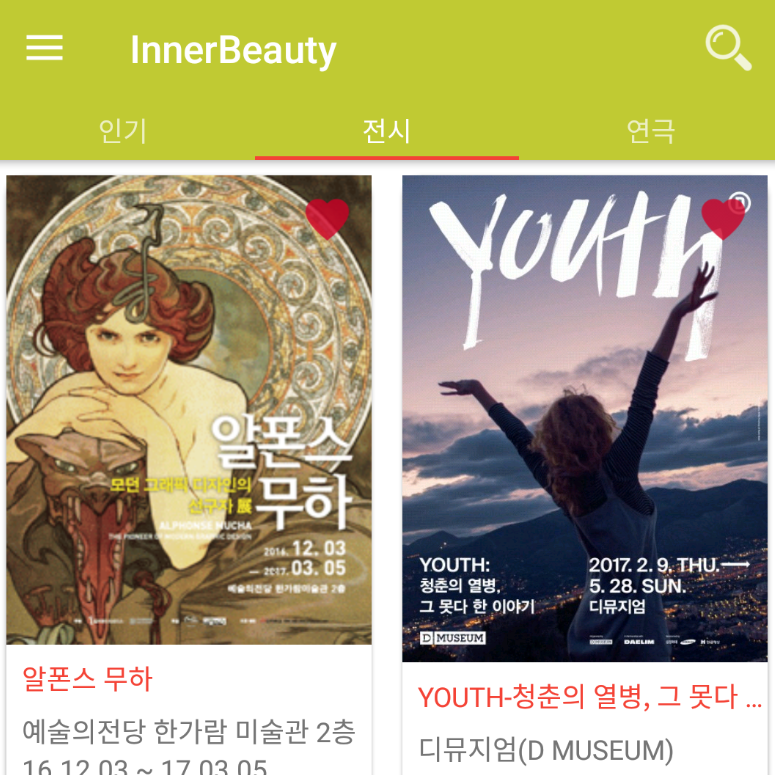 InnerBeauty
인기
전시
연극
알폰스
무하
모던 그래픽 디자인의
선구자 展
ALPHONSE MUCHA
THE PIONEER OF MODERN GRAPHIC DESIGN
2016. 12. 03
— 2017. 03. 05
예술의전당 한가람미술관 2층
알폰스 무하
예술의전당 한가람 미술관 2층
16.12.03 ~ 17.03.05
Youth
D
YOUTH:
청춘의 열병,
그 못다 한 이야기
2017. 2. 9. THU.
5. 28. SUN.
디뮤지엄
D MUSEUM
DAELIM
YOUTH-청춘의 열병, 그 못다 ...
디뮤지엄(D MUSEUM)